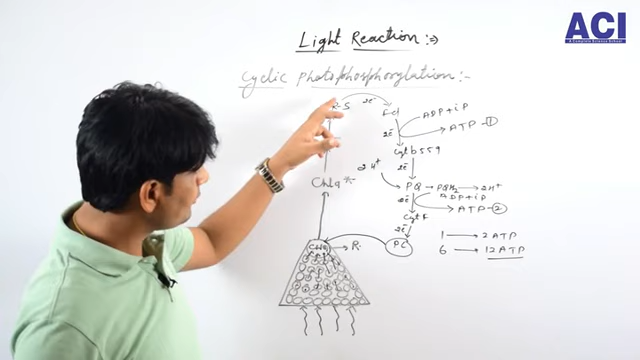 ACI
Light Reaction :-
Cyclic Photophosphorylation :-
2e⁻
Fd
ADP+iP
2e⁻
ATP-①
Cyt b 559
2H⁺
2e⁻
Chla*
PQ → PQH₂ → 2H⁺
ADP+iP
2e⁻
ATP-②
Cyt F
2e⁻
PC
R
1 → 2 ATP
6 → 12 ATP